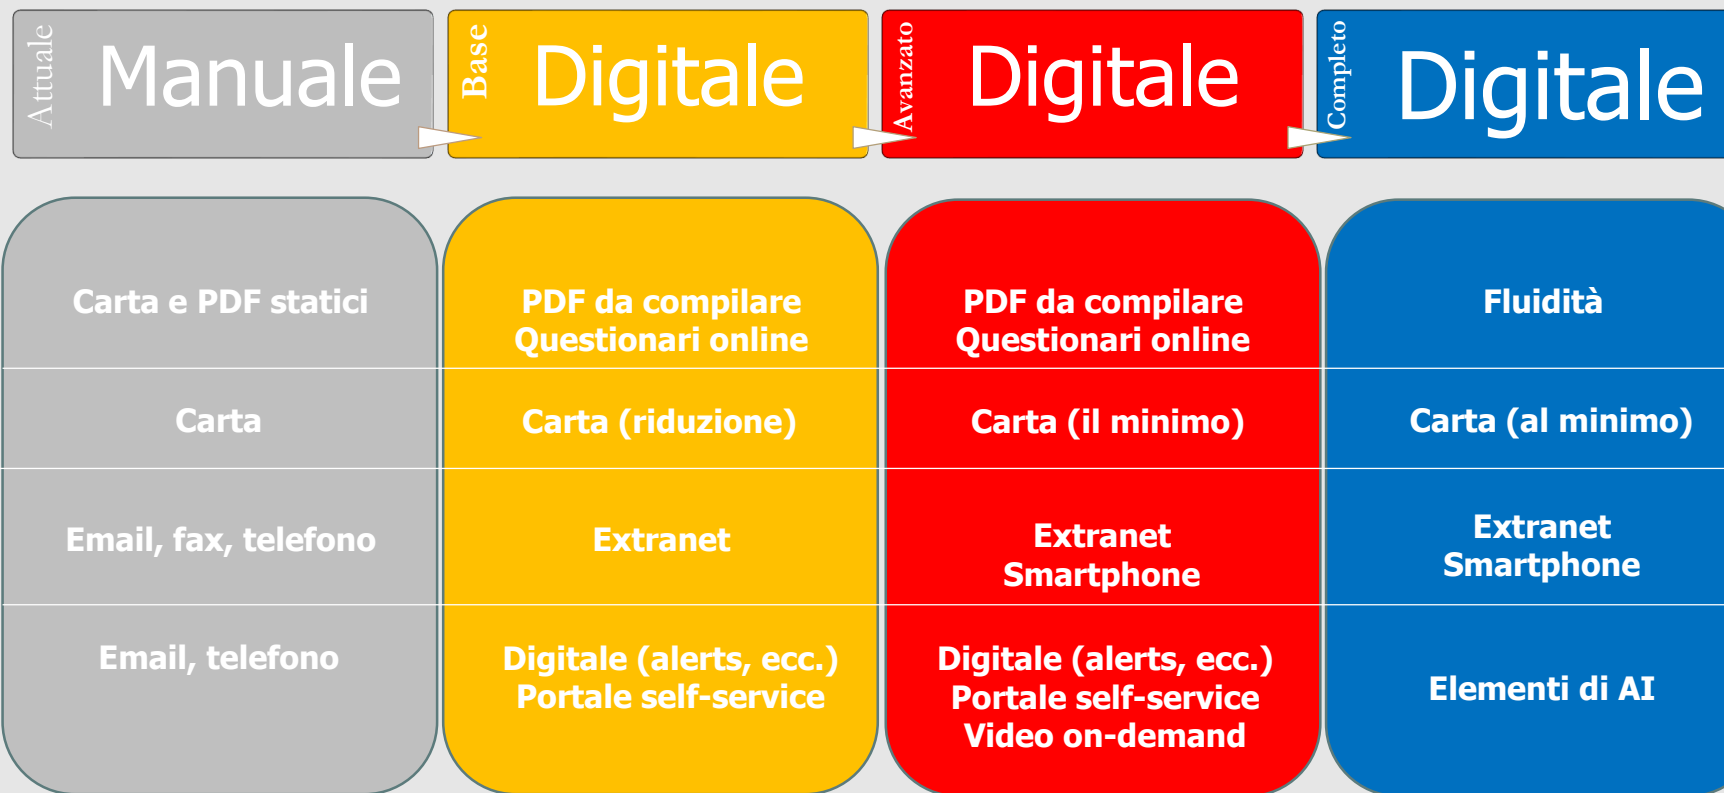 Attuale
Manuale
Base
Digitale
Avanzato
Digitale
Completo
Digitale
Carta e PDF statici
PDF da compilare
Questionari online
PDF da compilare
Questionari online
Fluidità
Carta
Carta (riduzione)
Carta (il minimo)
Carta (al minimo)
Email, fax, telefono
Extranet
Extranet
Smartphone
Extranet
Smartphone
Email, telefono
Digitale (alerts, ecc.)
Portale self-service
Digitale (alerts, ecc.)
Portale self-service
Video on-demand
Elementi di AI